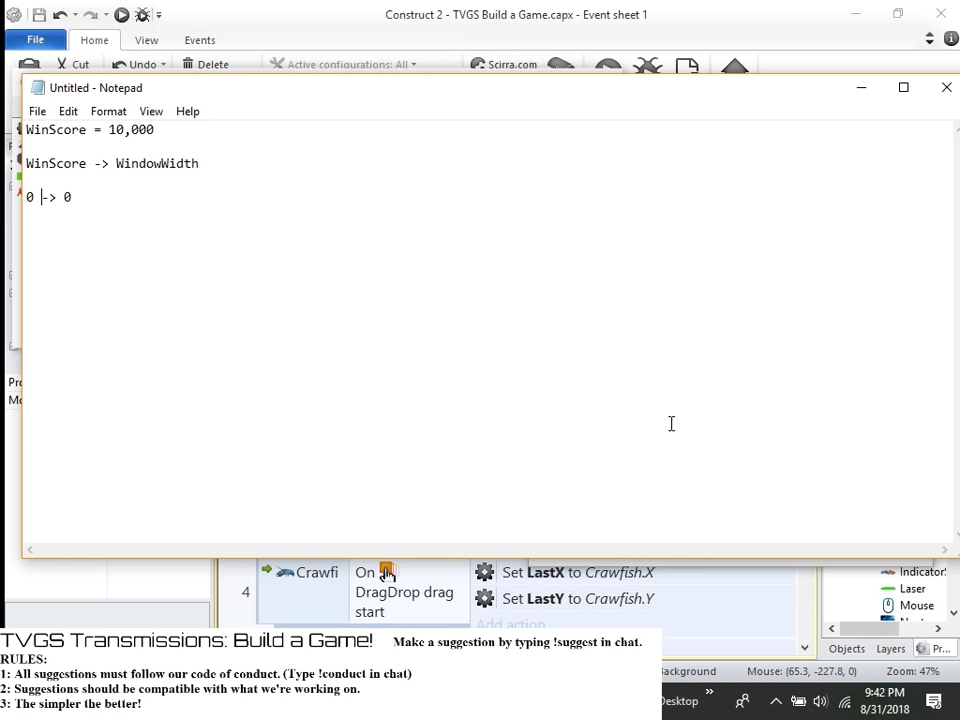 Construct 2 - TVGS Build a Game.capx - Event sheet 1
File Home View Events
Cut Undo Delete Active configurations: All Scirra.com
Untitled - Notepad
File Edit Format View Help
WinScore = 10,000
WinScore -> WindowWidth
0 -> 0
Crawfi
On
DragDrop drag
start
4
Set LastX to Crawfish.X
Set LastY to Crawfish.Y
Add action
Indicator!
Laser
Mouse
Objects Layers Pr...
TVGS Transmissions: Build a Game! Make a suggestion by typing !suggest in chat.
RULES:
1: All suggestions must follow our code of conduct. (Type !conduct in chat)
2: Suggestions should be compatible with what we're working on.
3: The simpler the better!
Mouse: (65.3, -227.8, 0) Zoom: 47%
Desktop
9:42 PM
8/31/2018